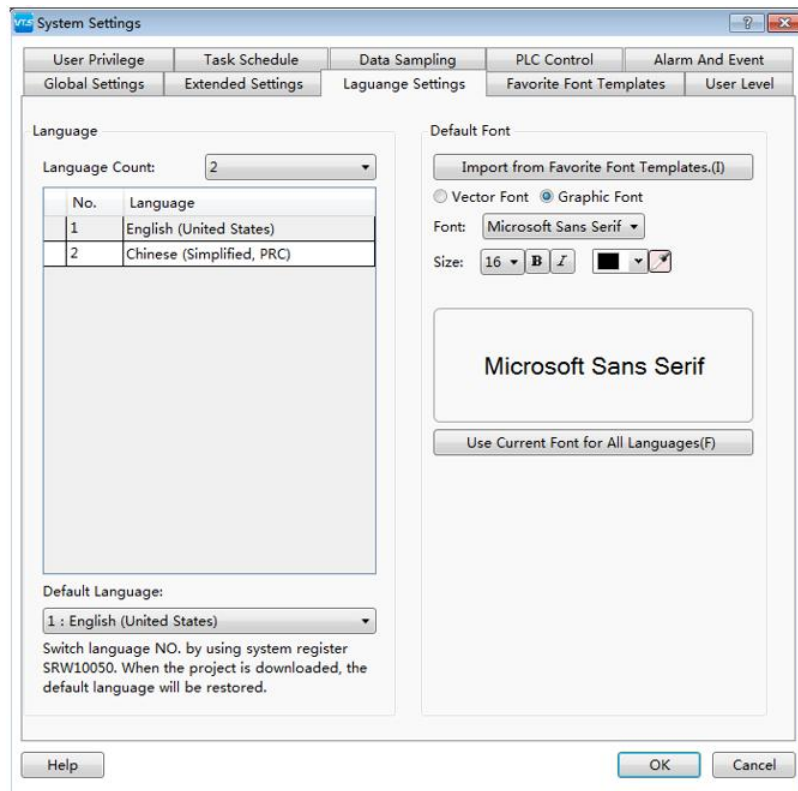 VTS System Settings
User Privilege Task Schedule Data Sampling PLC Control Alarm And Event
Global Settings Extended Settings Laguange Settings Favorite Font Templates User Level
Language
Language Count: 2
No. Language
1 English (United States)
2 Chinese (Simplified, PRC)
Default Language:
1 : English (United States)
Switch language NO. by using system register
SRW10050. When the project is downloaded, the
default language will be restored.
Default Font
Import from Favorite Font Templates.(I)
Vector Font Graphic Font
Font: Microsoft Sans Serif
Size: 16 B I
Microsoft Sans Serif
Use Current Font for All Languages(F)
Help OK Cancel